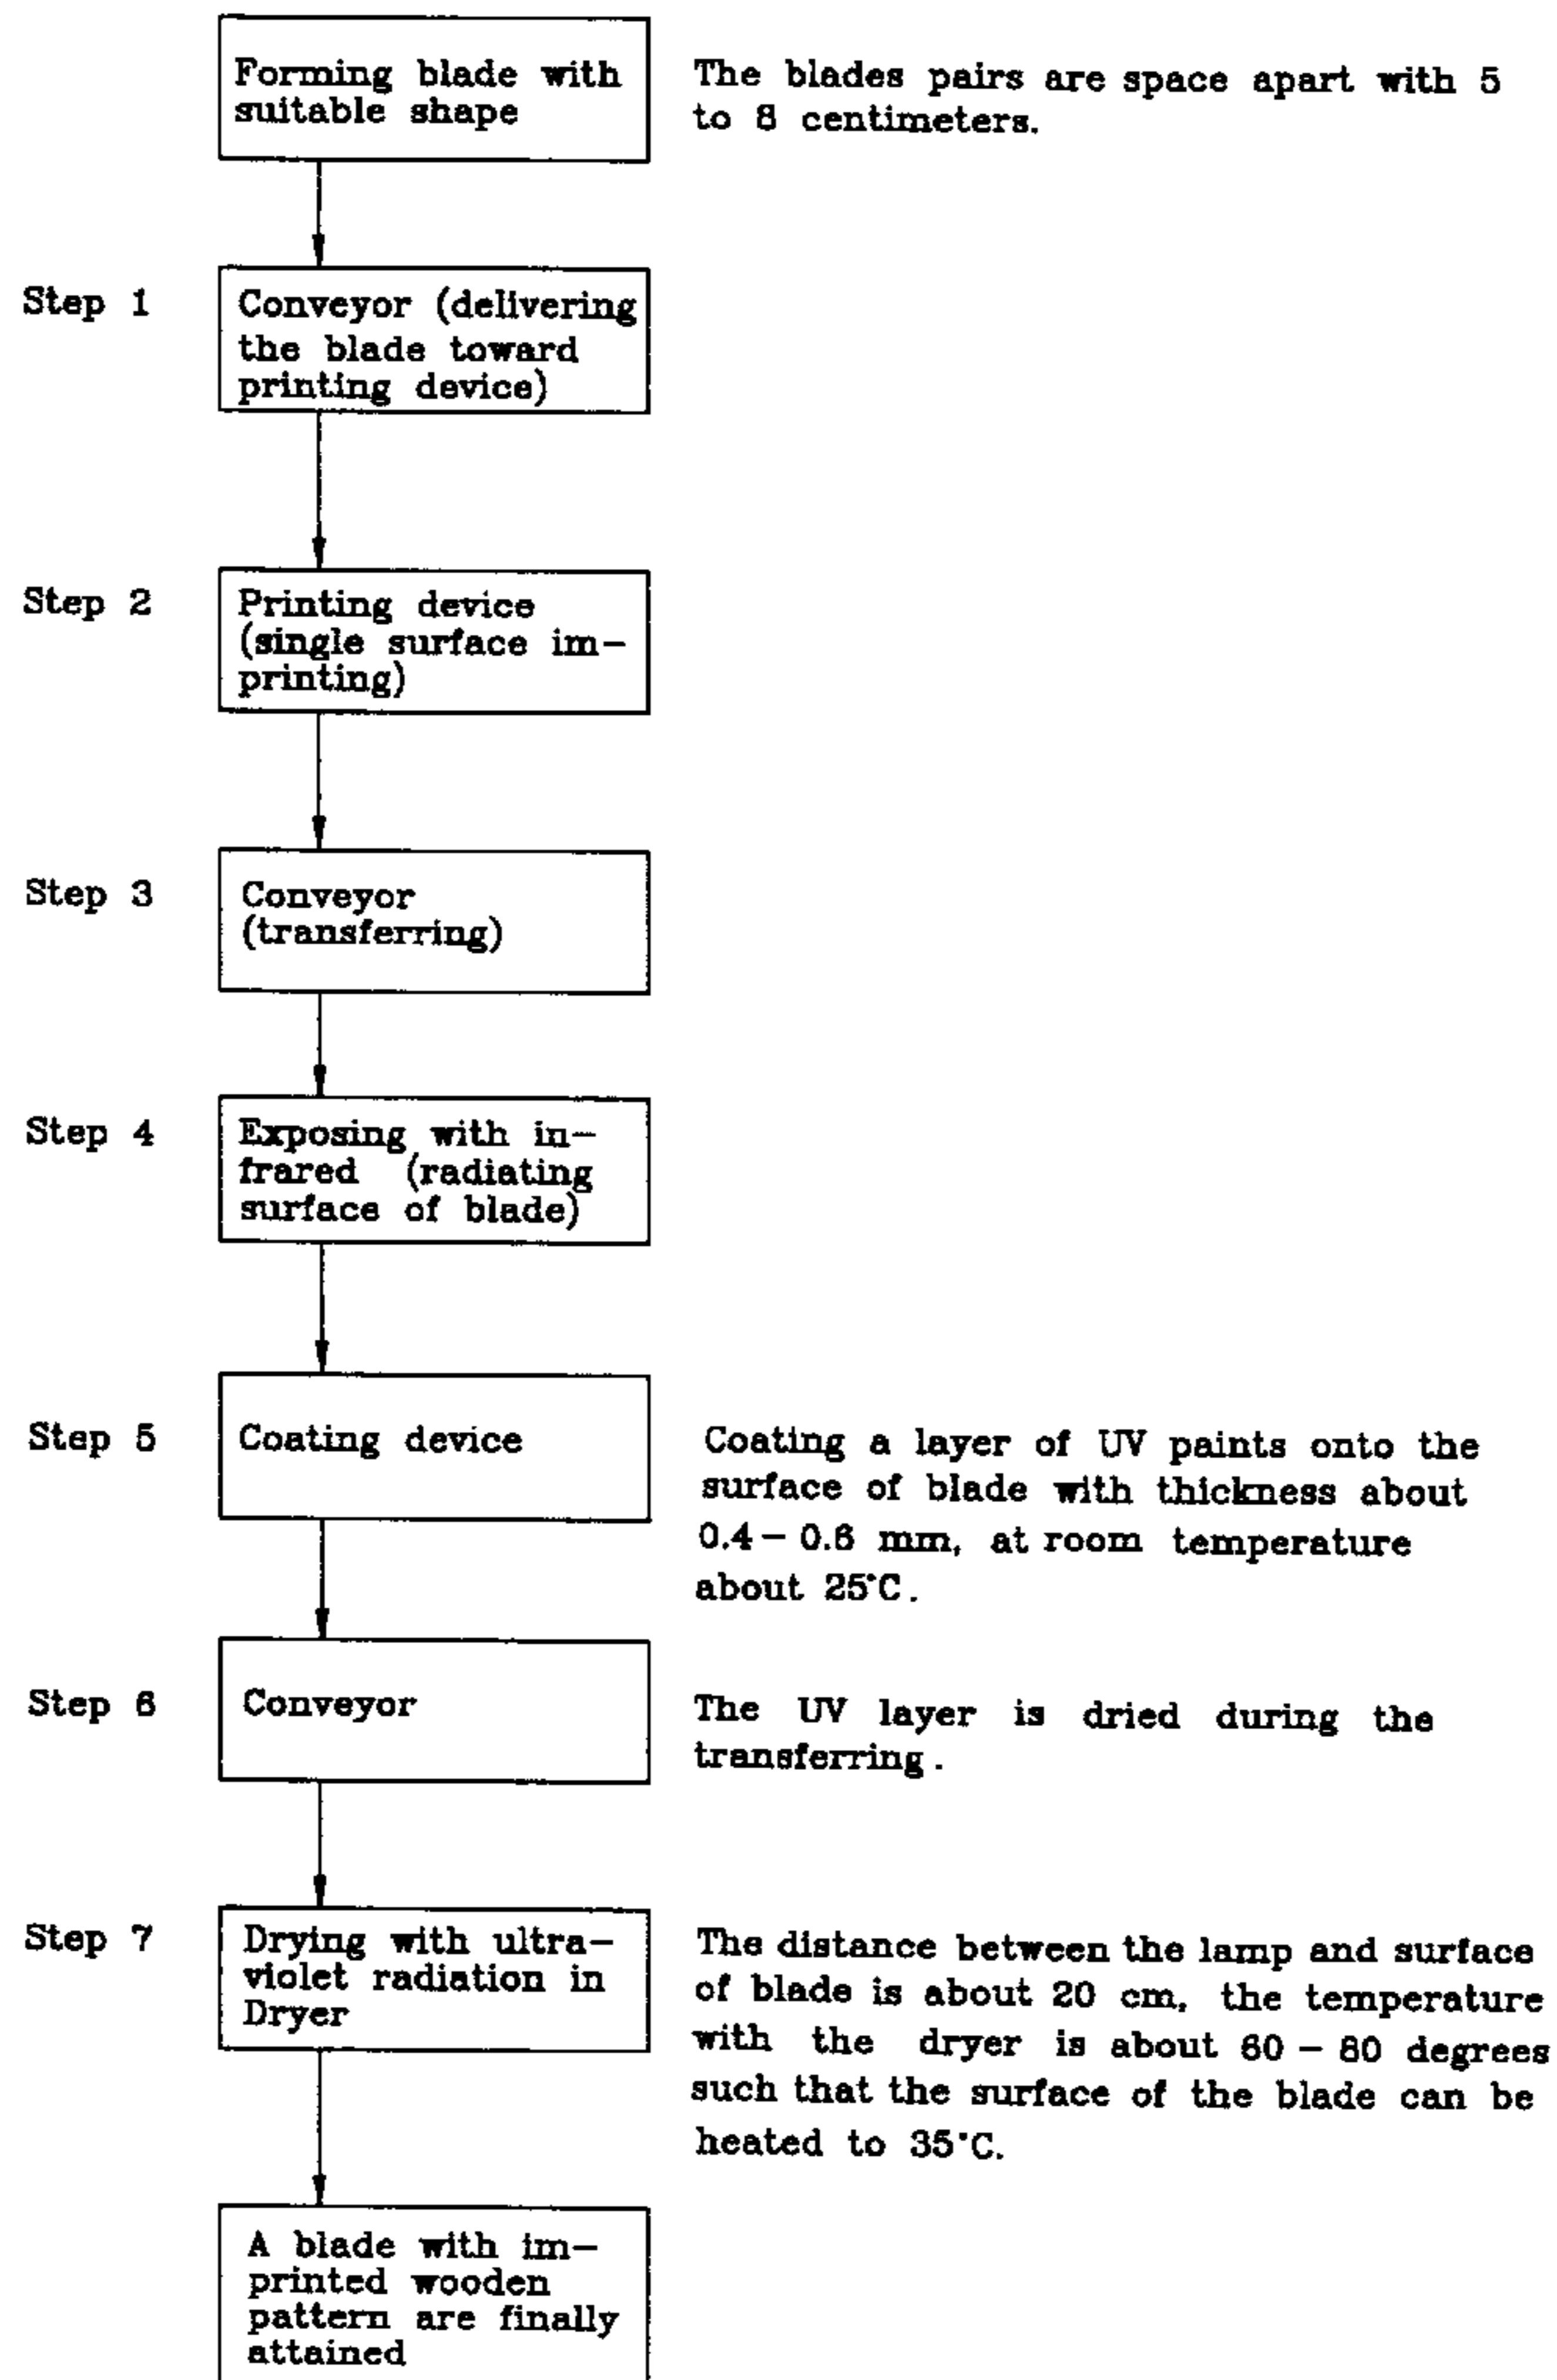 Forming blade with
suitable shape
The blades pairs are space apart with 5
to 8 centimeters.
Step 1
Conveyor (delivering
the blade toward
printing device)
Step 2
Printing device
(single surface im-
printing)
Step 3
Conveyor
(transferring)
Step 4
Exposing with in-
frared (radiating
surface of blade)
Step 5
Coating device
Coating a layer of UV paints onto the
surface of blade with thickness about
0.4 - 0.6 mm, at room temperature
about 25°C.
Step 6
Conveyor
The UV layer is dried during the
transferring.
Step 7
Drying with ultra-
violet radiation in
Dryer
The distance between the lamp and surface
of blade is about 20 cm, the temperature
with the dryer is about 60 - 80 degrees
such that the surface of the blade can be
heated to 35°C.
A blade with im-
printed wooden
pattern are finally
attained